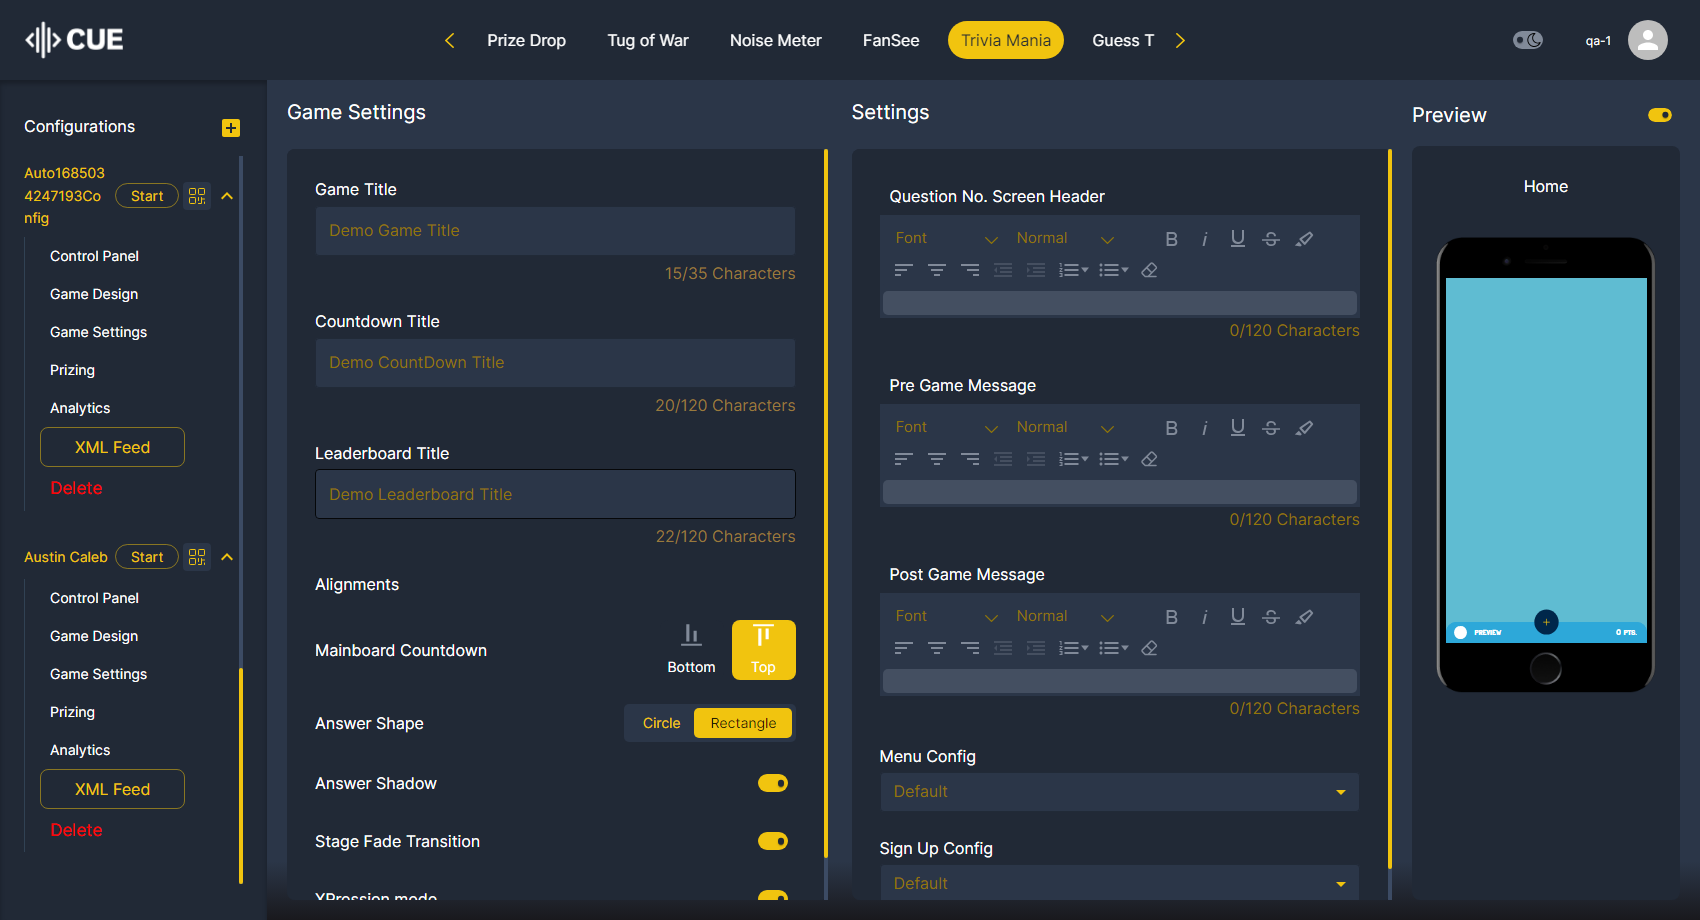 CUE
Prize Drop
Tug of War
Noise Meter
FanSee
Trivia Mania
Guess T
qa-1
Configurations
Auto168503
4247193Co
nfig
Start
Control Panel
Game Design
Game Settings
Prizing
Analytics
XML Feed
Delete
Austin Caleb
Start
Control Panel
Game Design
Game Settings
Prizing
Analytics
XML Feed
Delete
Game Settings
Game Title
Demo Game Title
15/35 Characters
Countdown Title
Demo CountDown Title
20/120 Characters
Leaderboard Title
Demo Leaderboard Title
22/120 Characters
Alignments
Mainboard Countdown
Bottom
Top
Answer Shape
Circle
Rectangle
Answer Shadow
Stage Fade Transition
XPression mode
Settings
Question No. Screen Header
Font
Normal
0/120 Characters
Pre Game Message
Font
Normal
0/120 Characters
Post Game Message
Font
Normal
0/120 Characters
Menu Config
Default
Sign Up Config
Default
Preview
Home
PREVIEW
0 PTS.